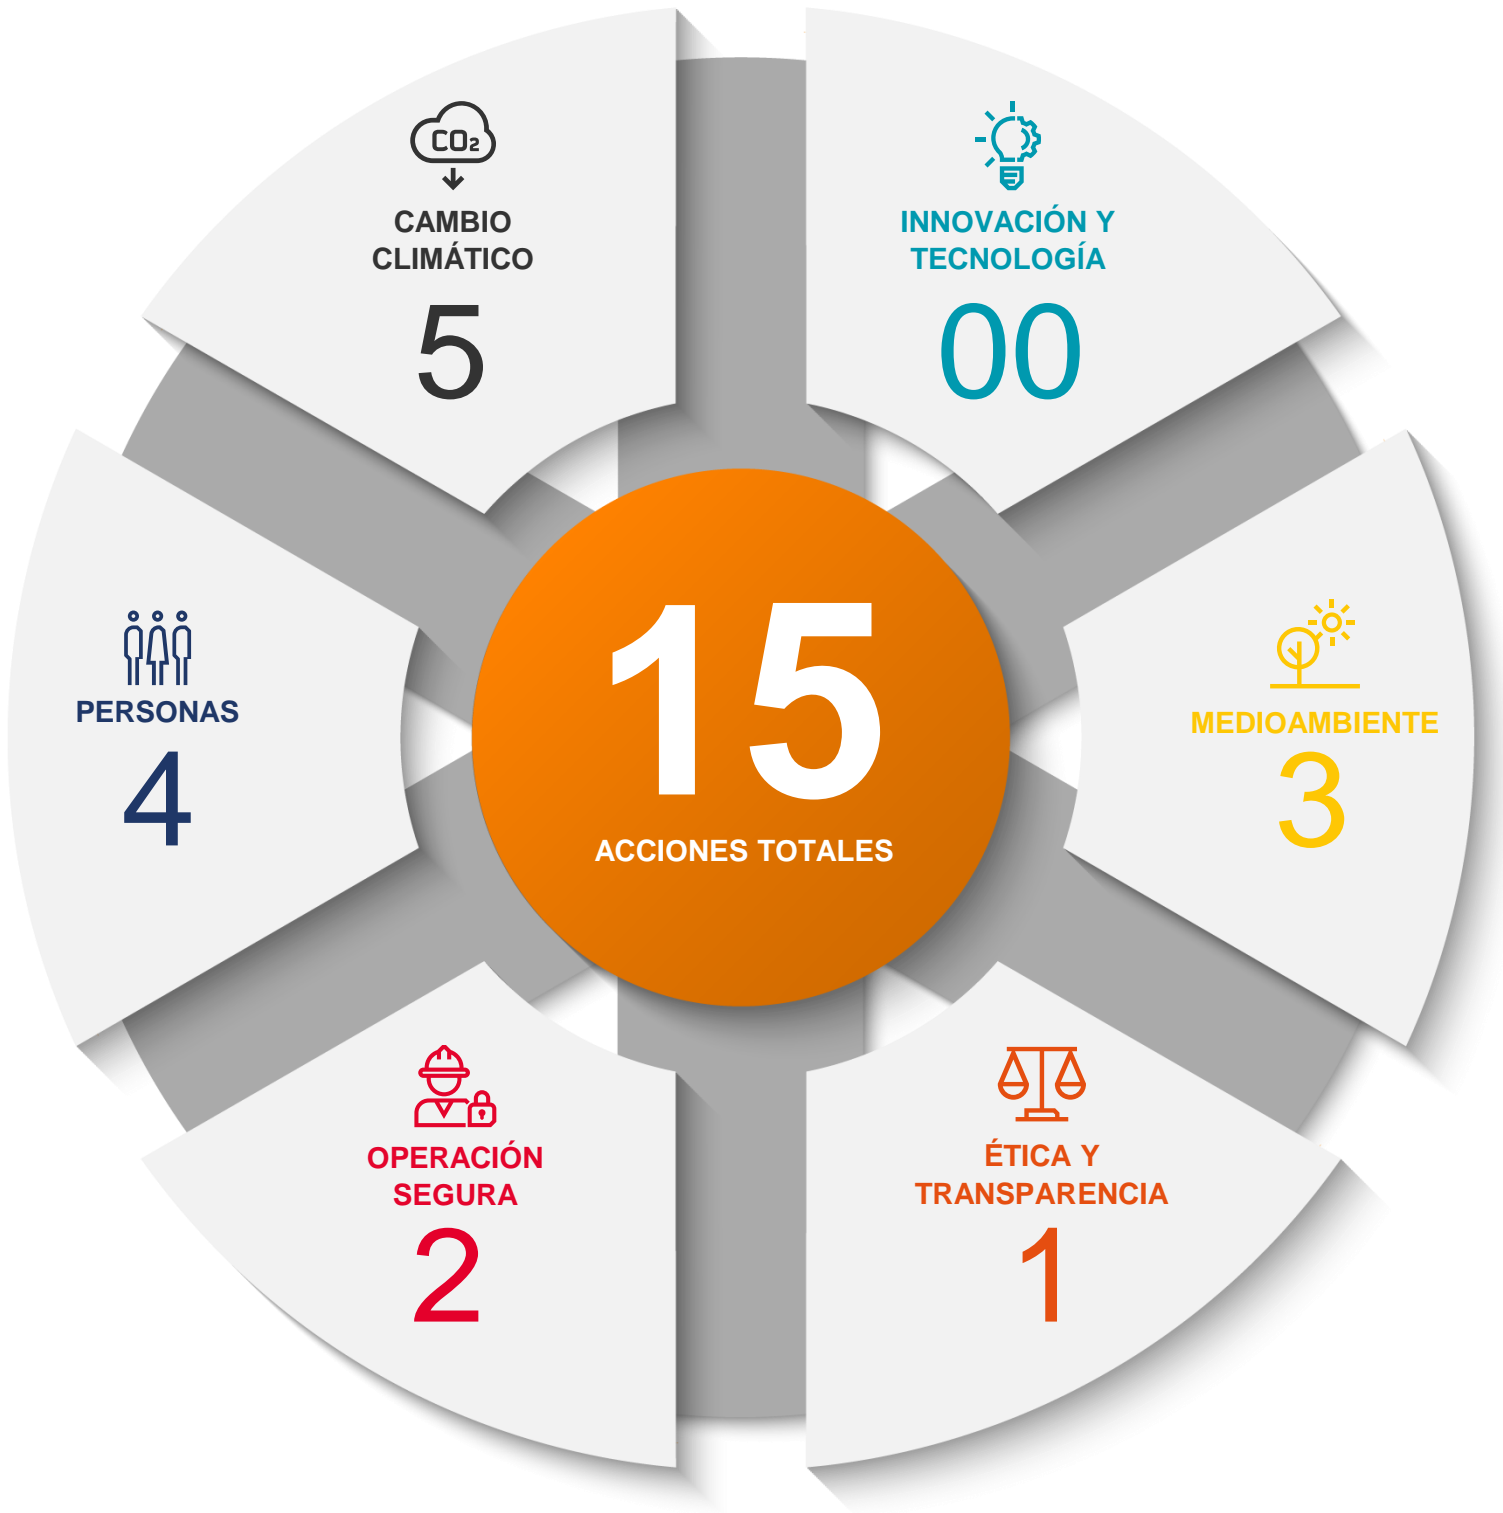 CO₂
CAMBIO
CLIMÁTICO
5
INNOVACIÓN Y
TECNOLOGÍA
00
PERSONAS
4
15
ACCIONES TOTALES
MEDIOAMBIENTE
3
OPERACIÓN
SEGURA
2
ÉTICA Y
TRANSPARENCIA
1